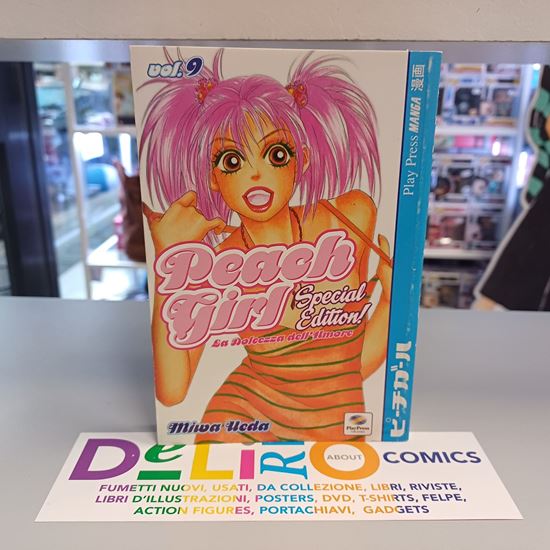 vol. 9
Peach
Girl
Special
Edition!
La Dolcezza dell'Amore
Miwa Ueda
PlayPress
Play Press MANGA 漫画
ピーチガール
DeLiRiO ABOUT COMICS
FUMETTI NUOVI, USATI, DA COLLEZIONE, LIBRI, RIVISTE,
LIBRI D'ILLUSTRAZIONI, POSTERS, DVD, T-SHIRTS, FELPE,
ACTION FIGURES, PORTACHIAVI, GADGETS